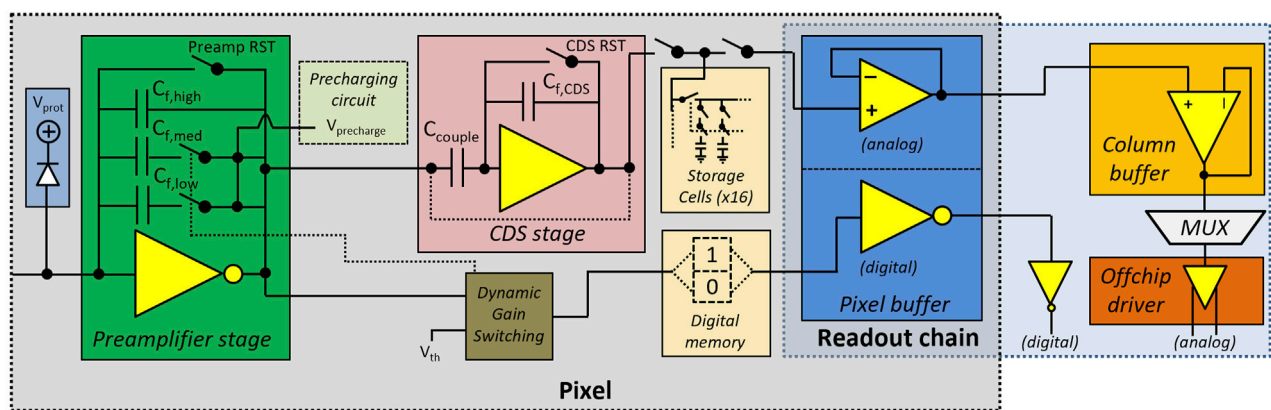 Preamp RST
V_prot
C_f,high
C_f,med
C_f,low
Preamplifier stage
Precharging
circuit
V_precharge
CDS RST
C_f,CDS
C_couple
CDS stage
Dynamic
Gain
Switching
V_th
Storage
Cells (x16)
1
0
Digital
memory
−
+
(analog)
(digital)
Pixel buffer
Readout chain
Pixel
+
−
Column
buffer
MUX
Offchip
driver
(digital)
(analog)